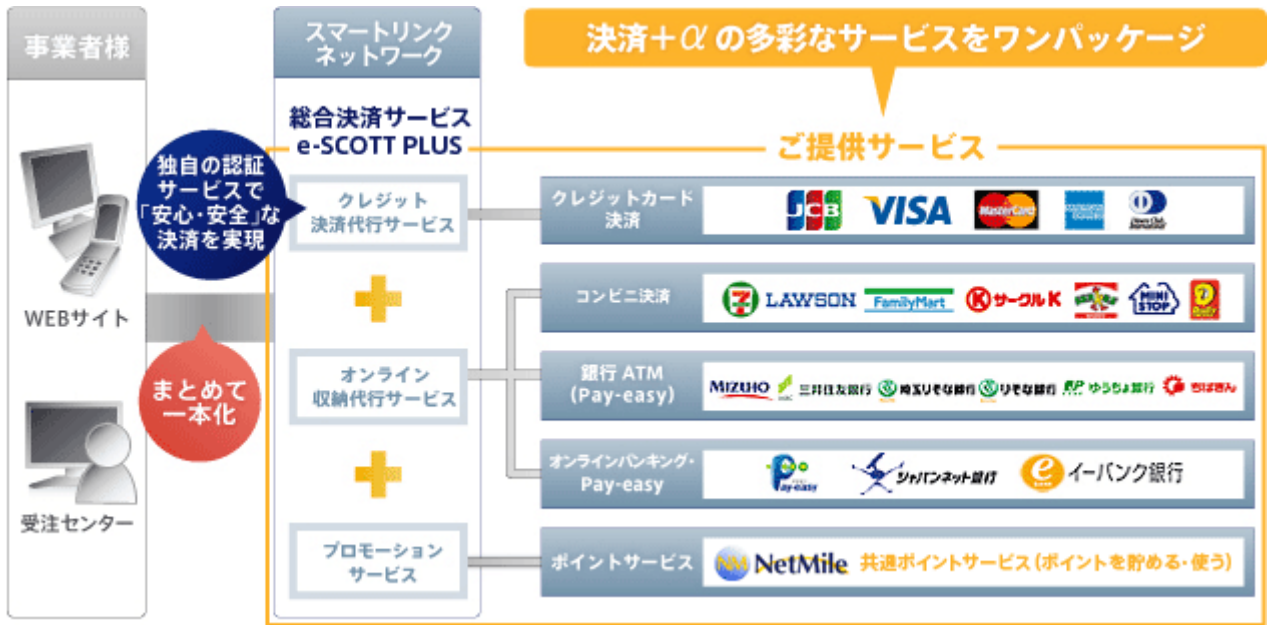 事業者様
スマートリンク
ネットワーク
決済+αの多彩なサービスをワンパッケージ
総合決済サービス
e-SCOTT PLUS
ご提供サービス
独自の認証
サービスで
「安心・安全」な
決済を実現
WEBサイト
まとめて
一本化
受注センター
クレジット
決済代行サービス
オンライン
収納代行サービス
プロモーション
サービス
クレジットカード
決済
JCB
VISA
MasterCard
コンビニ決済
7
LAWSON
FamilyMart
K サークルK
MINI
STOP
銀行 ATM
(Pay-easy)
MIZUHO
三井住友銀行
埼玉りそな銀行
りそな銀行
ゆうちょ銀行
ちばぎん
オンラインバンキング・
Pay-easy
Pay-easy
ジャパンネット銀行
e イーバンク銀行
ポイントサービス
NM NetMile 共通ポイントサービス(ポイントを貯める・使う)